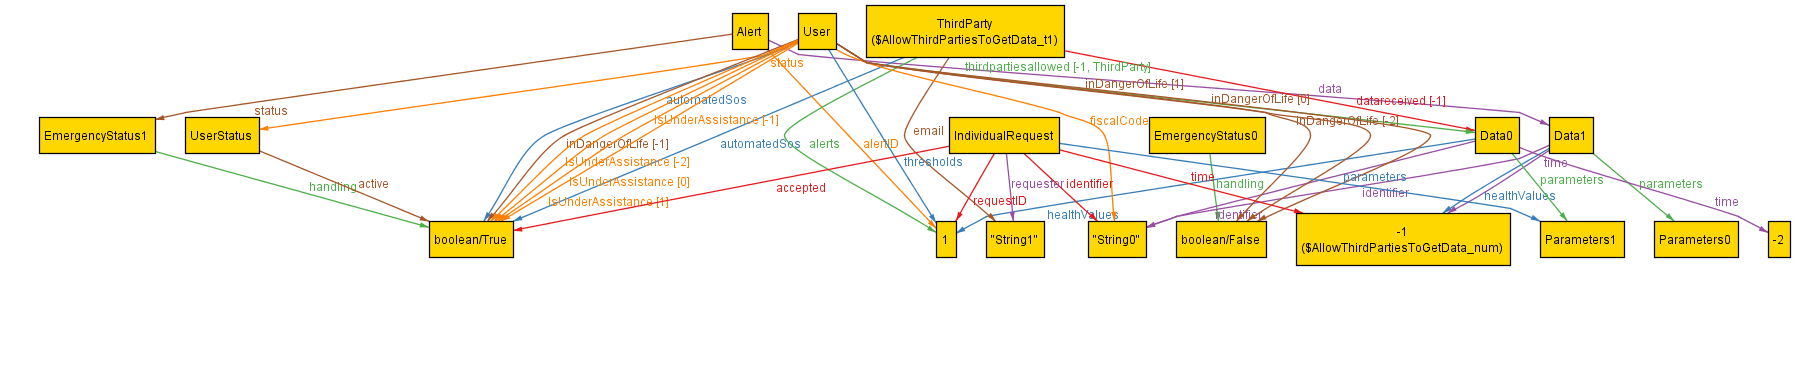 Alert
User
ThirdParty
($AllowThirdPartiesToGetData_t1)
status
thirdpartiesallowed [-1, ThirdParty]
inDangerOfLife [1]
data
automatedSos
inDangerOfLife [0]
datareceived [-1]
status
IsUnderAssistance [-1]
fiscalCode
inDangerOfLife [-2]
EmergencyStatus1
UserStatus
email
IndividualRequest
EmergencyStatus0
Data0
Data1
inDangerOfLife [-1]
automatedSos
alerts
alertID
IsUnderAssistance [-2]
thresholds
time
handling
active
IsUnderAssistance [0]
accepted
requester
identifier
time
handling
parameters
identifier
parameters
parameters
IsUnderAssistance [1]
requestID
healthValues
identifier
healthValues
time
boolean/True
1
"String1"
"String0"
boolean/False
-1
($AllowThirdPartiesToGetData_num)
Parameters1
Parameters0
-2